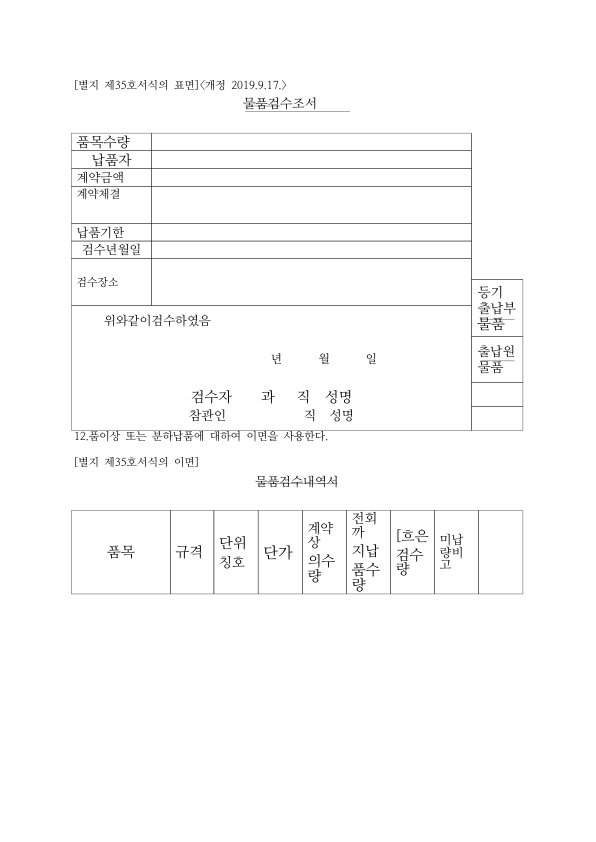 [별지 제35호서식의 표면]<개정 2019.9.17.>
물품검수조서
품목수량
납품자
계약금액
계약체결
납품기한
검수년월일
검수장소
등기
출납부
물품
위와같이검수하였음
출납원
물품
년 월 일
검수자 과 직 성명
참관인 직 성명
12.품이상 또는 분하납품에 대하여 이면을 사용한다.
[별지 제35호서식의 이면]
물품검수내역서
품목
규격
단위
칭호
단가
계약
상
의수
량
전회
까
지납
품수
량
[흐은
검수
량
미납
량비
고